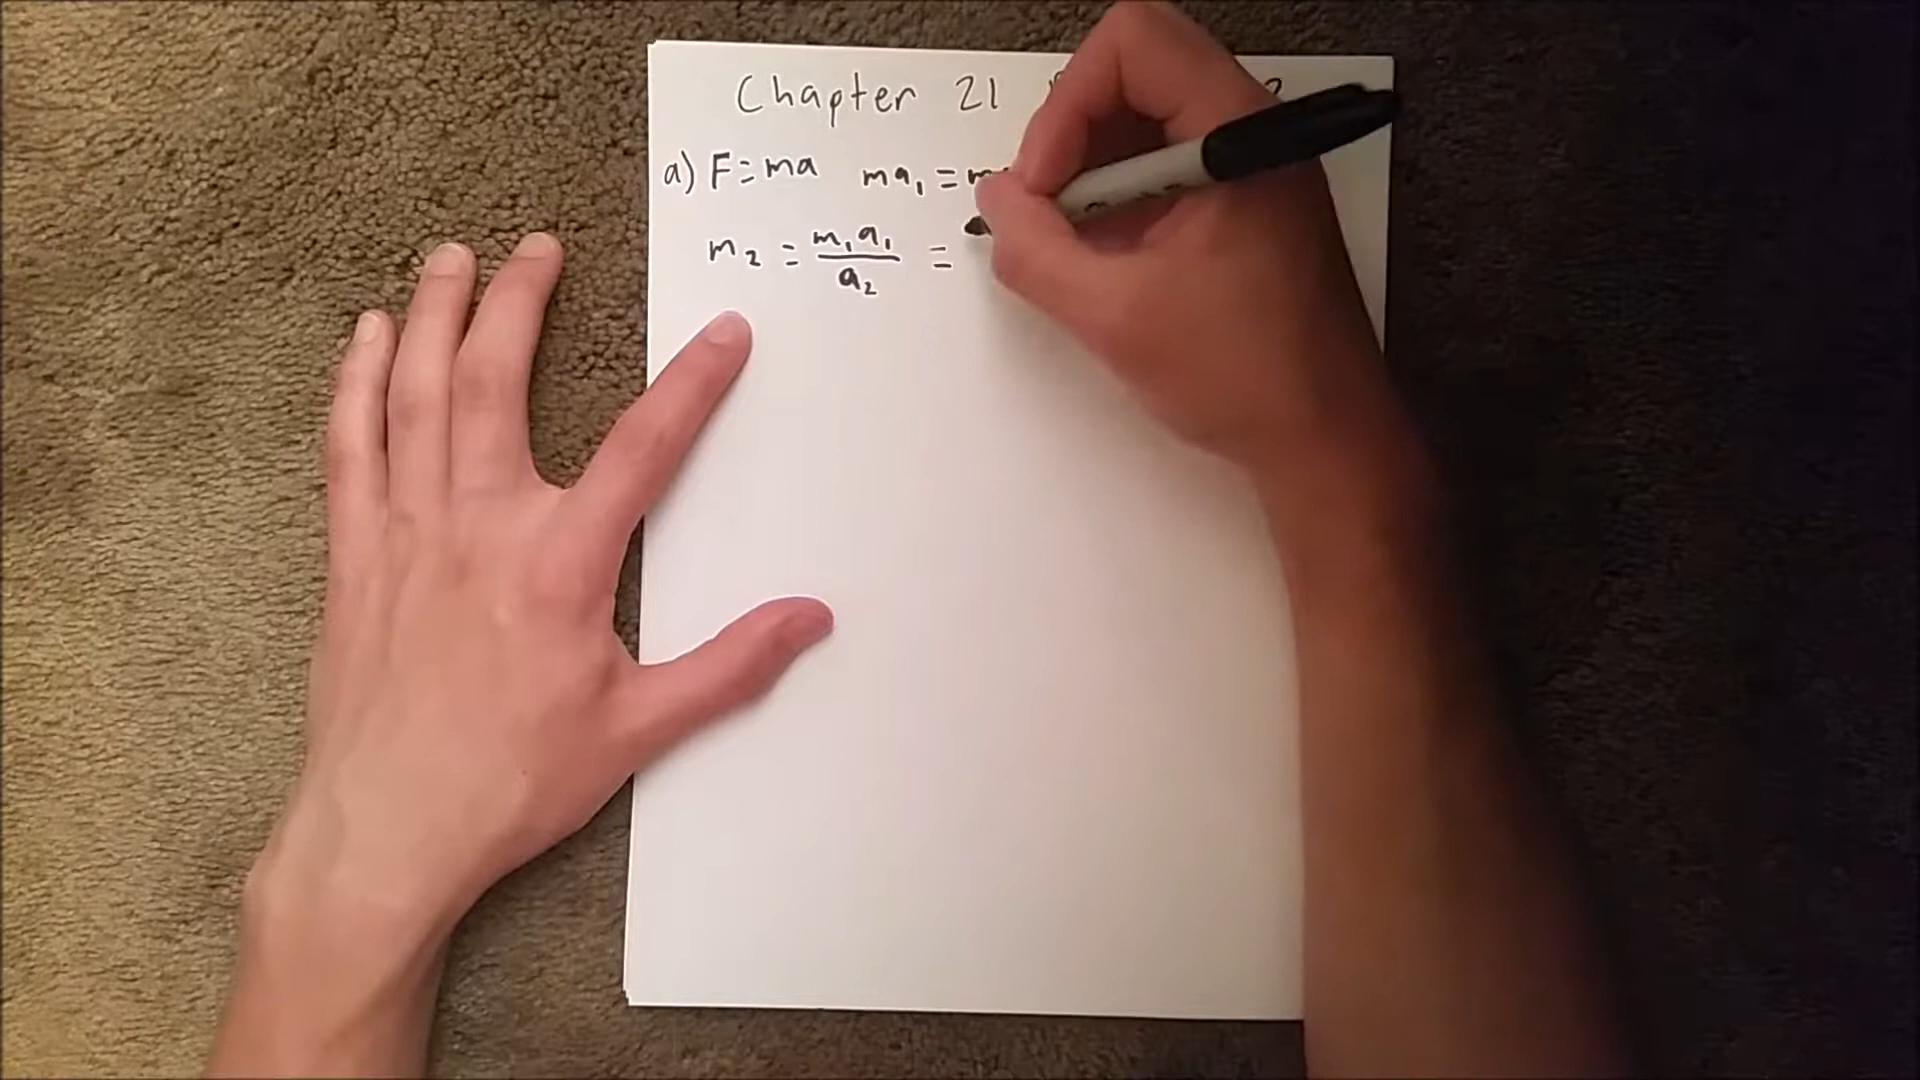 Chapter 21
a) F=ma ma₁ = m
m₂ = m₁a₁/a₂ =